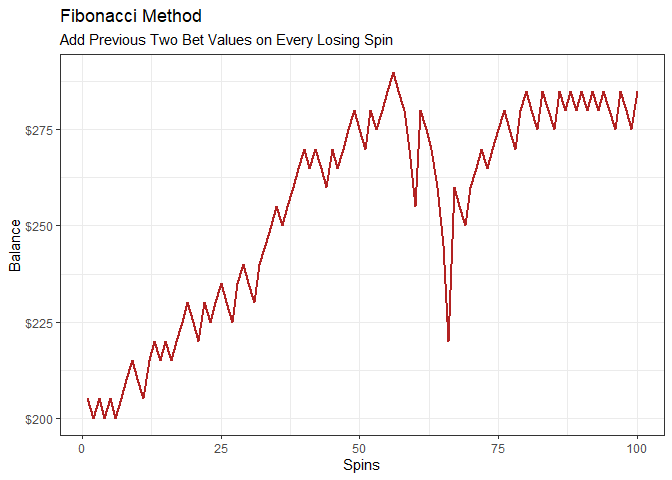 Fibonacci Method
Add Previous Two Bet Values on Every Losing Spin
Balance
$275
$250
$225
$200
0 25 50 75 100
Spins